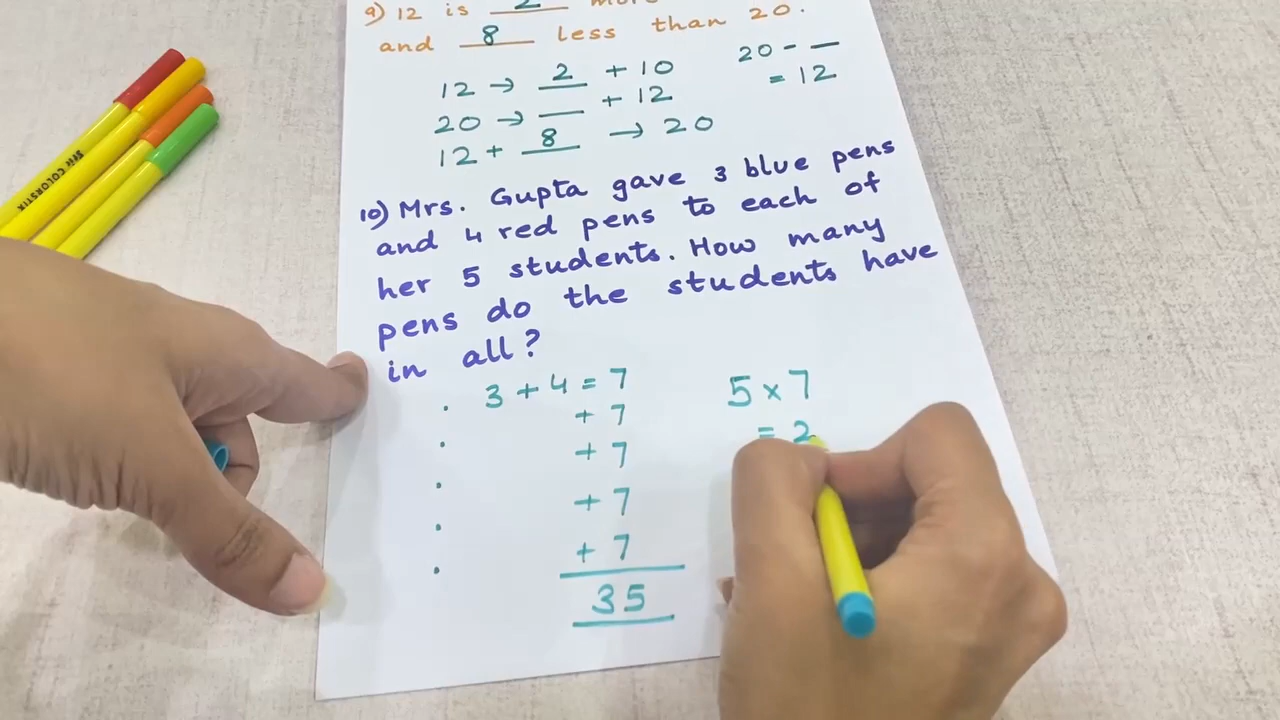 9) 12 is 2 more
and 8 less than 20.
12 → 2 + 10
20 → __ + 12
12 + 8 → 20
20 - __
= 12
10) Mrs. Gupta gave 3 blue pens
and 4 red pens to each of
her 5 students. How many
pens do the students have
in all?
3 + 4 = 7
+ 7
+ 7
+ 7
+ 7
35
5 x 7
= 2
COLORSTIX